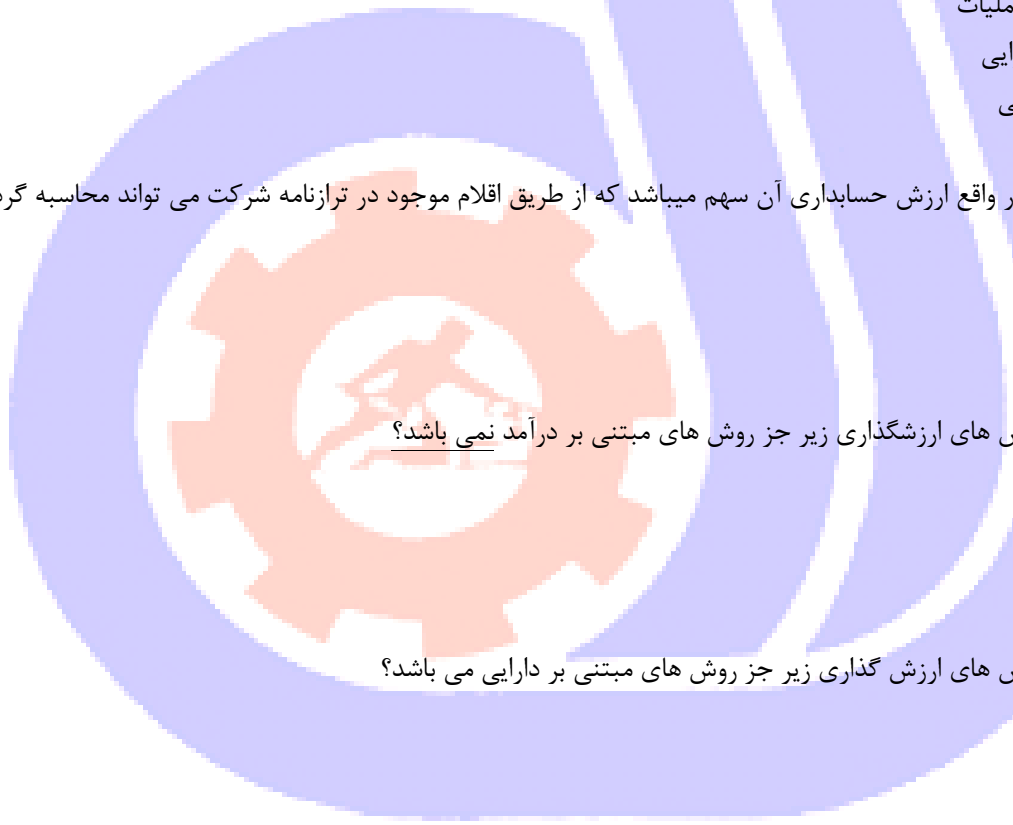 ملیات
ایی
ی
ر واقع ارزش حسابداری آن سهم میباشد که از طریق اقلام موجود در ترازنامه شرکت می تواند محاسبه گرد
ش های ارزشگذاری زیر جز روش های مبتنی بر درآمد نمی باشد؟
ش های ارزش گذاری زیر جز روش های مبتنی بر دارایی می باشد؟